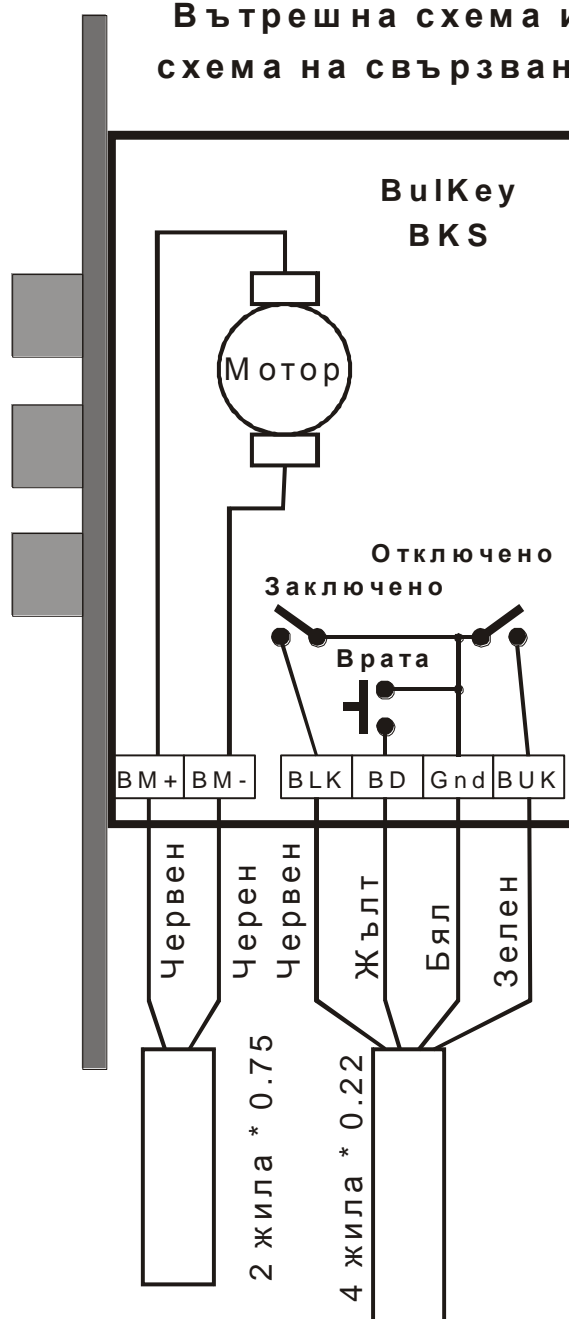 Вътрешна схема и
схема на свързван
BulKey
BKS
Мотор
Отключено
Заключено
Врата
BM+ BM- BLK BD Gnd BUK
Червен Черен Червен Жълт Бял Зелен
2 жила * 0.75
4 жила * 0.22